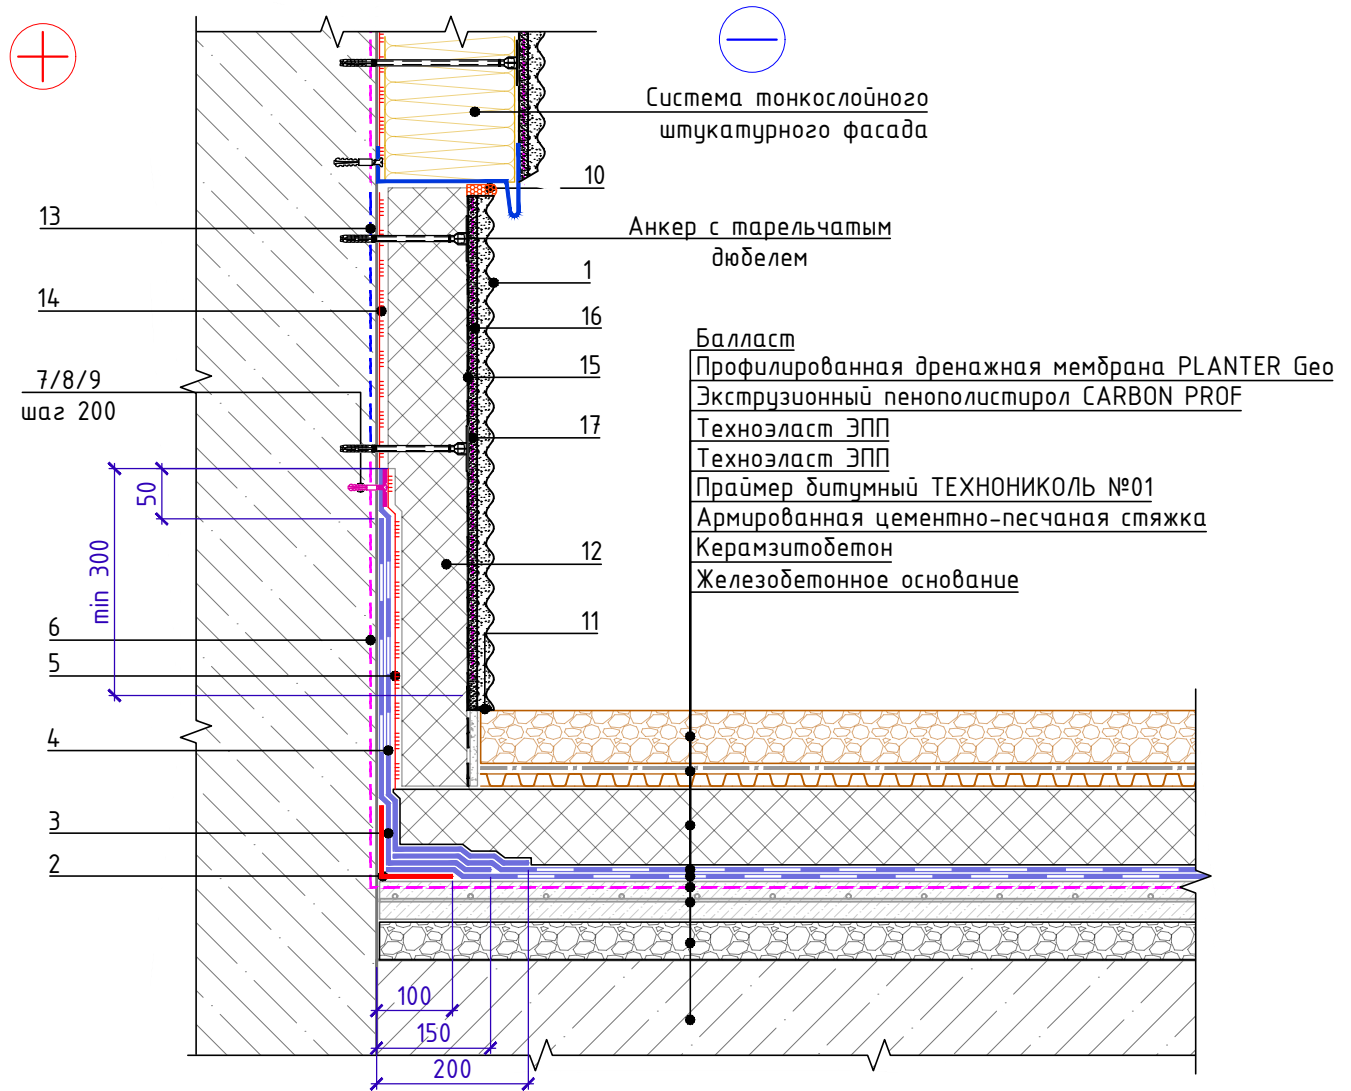 Система тонкослойного
штукатурного фасада
10
13
Анкер с тарельчатым
дюбелем
1
14
16
Балласт
15
Профилированная дренажная мембрана PLANTER Geo
7/8/9
шаг 200
Экструзионный пенополистирол CARBON PROF
17
Техноэласт ЭПП
Техноэласт ЭПП
50
Праймер битумный ТЕХНОНИКОЛЬ №01
Армированная цементно-песчаная стяжка
12
Керамзитобетон
min 300
Железобетонное основание
11
6
5
4
3
2
100
150
200